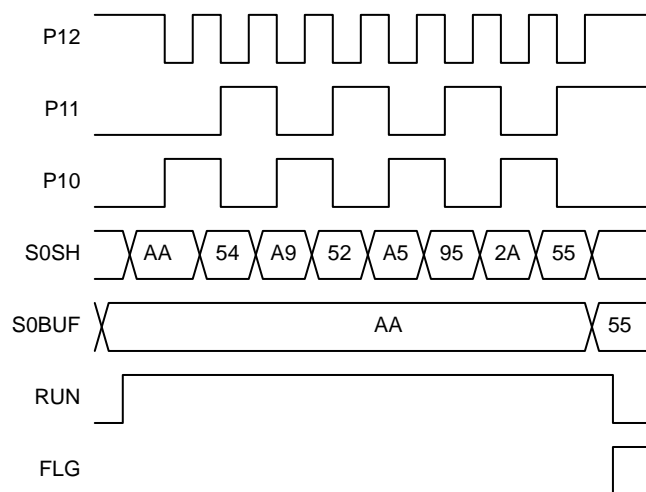 P12
P11
P10
S0SH AA 54 A9 52 A5 95 2A 55
S0BUF AA 55
RUN
FLG